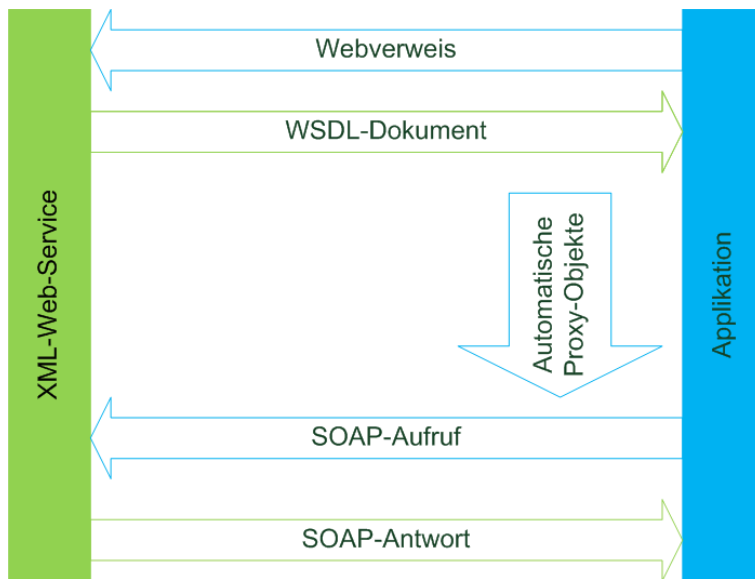 Webverweis
WSDL-Dokument
XML-Web-Service
Automatische
Proxy-Objekte
Applikation
SOAP-Aufruf
SOAP-Antwort